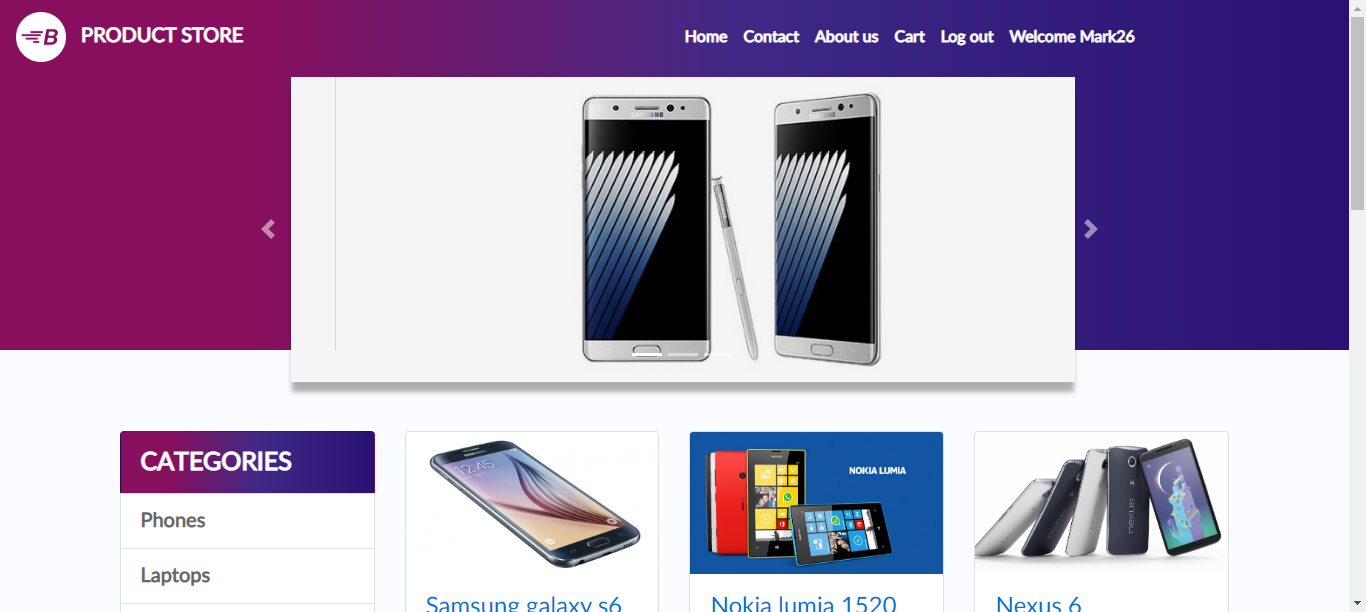 B PRODUCT STORE
Home Contact About us Cart Log out Welcome Mark26
SAMSUNG
SAMSUNG
CATEGORIES
Phones
Laptops
12:45
NOKIA LUMIA
nexus
Samsung galaxy s6
Nokia lumia 1520
Nexus 6